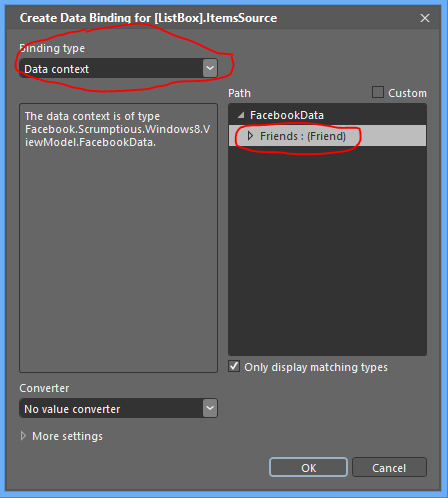 Create Data Binding for [ListBox].ItemsSource
Binding type
Data context
Path
Custom
The data context is of type
Facebook.Scrumptious.Windows8.V
iewModel.FacebookData.
FacebookData
Friends : (Friend)
Only display matching types
Converter
No value converter
More settings
OK
Cancel